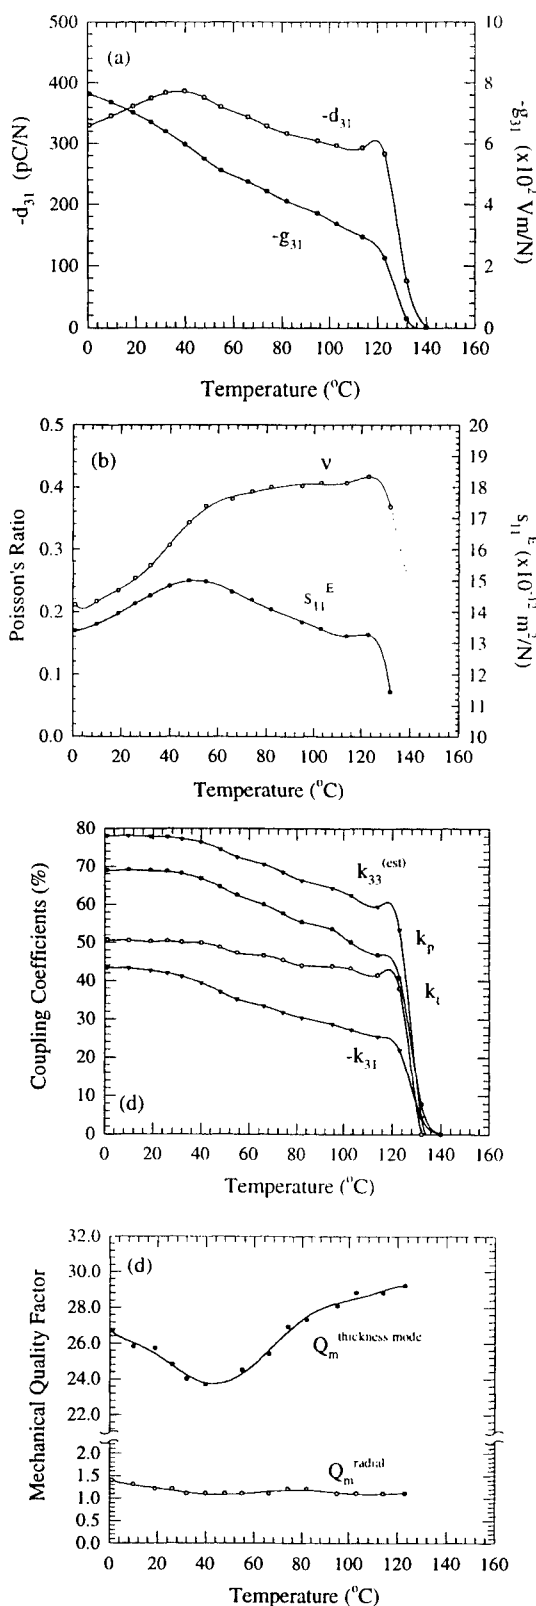 (a)
500
400
300
200
100
0
-d31 (pC/N)
-d31
-g31
10
8
6
4
2
0
-g31 (x10² Vm/N)
0 20 40 60 80 100 120 140 160
Temperature (°C)
(b)
0.5
0.4
0.3
0.2
0.1
0.0
Poisson's Ratio
ν
s11^E
20
19
18
17
16
15
14
13
12
11
10
s11^E (x10^-12 m²/N)
0 20 40 60 80 100 120 140 160
Temperature (°C)
80
70
60
50
40
30
20
10
0
Coupling Coefficients (%)
k33^(est)
kp
kt
-k31
(d)
0 20 40 60 80 100 120 140 160
Temperature (°C)
(d)
32.0
30.0
28.0
26.0
24.0
22.0
2.0
1.5
1.0
0.5
0.0
Mechanical Quality Factor
Qm^thickness mode
Qm^radial
0 20 40 60 80 100 120 140 160
Temperature (°C)